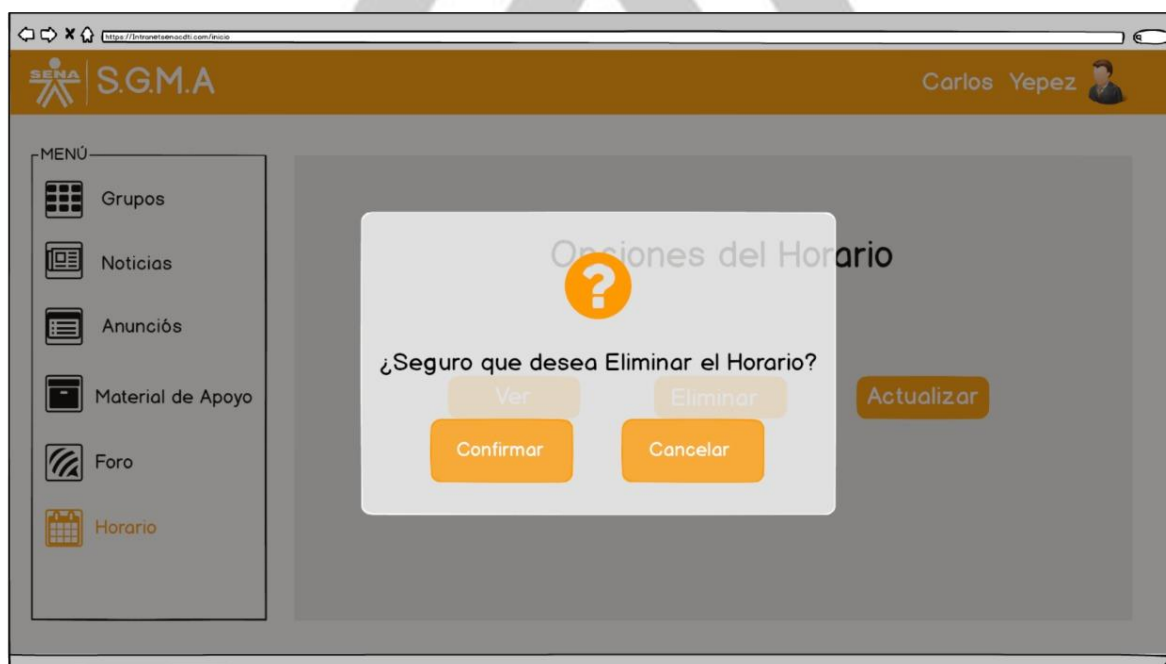 https://Intranetsenacdti.com/inicio
SENA
S.G.M.A
Carlos Yepez
MENÚ
Grupos
Noticias
Anunciós
Material de Apoyo
Foro
Horario
Opciones del Horario
¿Seguro que desea Eliminar el Horario?
Ver Eliminar Actualizar
Confirmar Cancelar